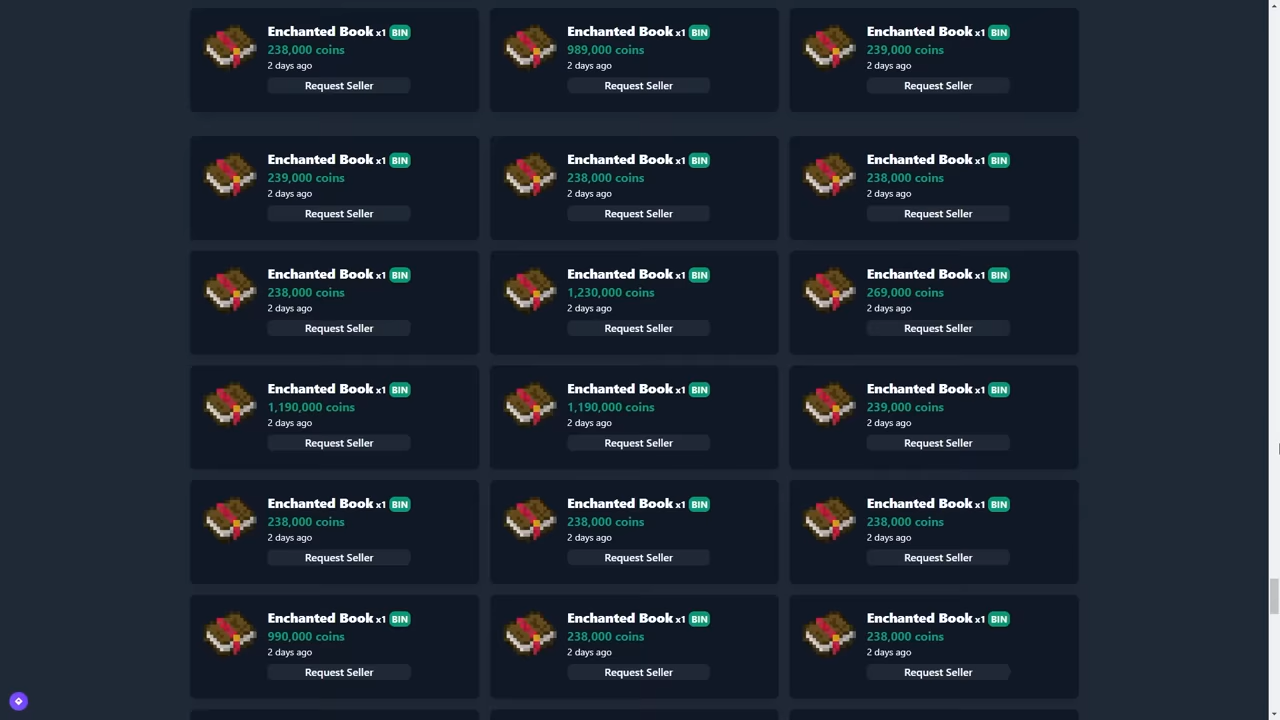 Enchanted Book x1 BIN
238,000 coins
2 days ago
Request Seller
Enchanted Book x1 BIN
989,000 coins
2 days ago
Request Seller
Enchanted Book x1 BIN
239,000 coins
2 days ago
Request Seller
Enchanted Book x1 BIN
239,000 coins
2 days ago
Request Seller
Enchanted Book x1 BIN
238,000 coins
2 days ago
Request Seller
Enchanted Book x1 BIN
238,000 coins
2 days ago
Request Seller
Enchanted Book x1 BIN
238,000 coins
2 days ago
Request Seller
Enchanted Book x1 BIN
1,230,000 coins
2 days ago
Request Seller
Enchanted Book x1 BIN
269,000 coins
2 days ago
Request Seller
Enchanted Book x1 BIN
1,190,000 coins
2 days ago
Request Seller
Enchanted Book x1 BIN
1,190,000 coins
2 days ago
Request Seller
Enchanted Book x1 BIN
239,000 coins
2 days ago
Request Seller
Enchanted Book x1 BIN
238,000 coins
2 days ago
Request Seller
Enchanted Book x1 BIN
238,000 coins
2 days ago
Request Seller
Enchanted Book x1 BIN
238,000 coins
2 days ago
Request Seller
Enchanted Book x1 BIN
990,000 coins
2 days ago
Request Seller
Enchanted Book x1 BIN
238,000 coins
2 days ago
Request Seller
Enchanted Book x1 BIN
238,000 coins
2 days ago
Request Seller